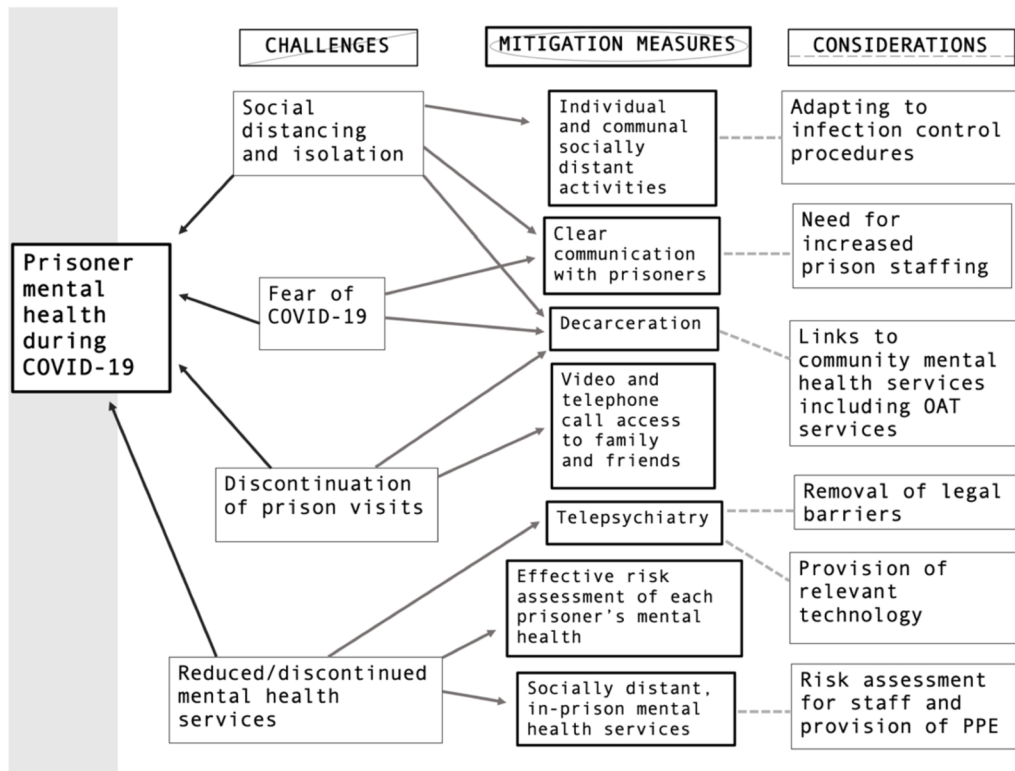 CHALLENGES
MITIGATION MEASURES
CONSIDERATIONS
Prisoner
mental
health
during
COVID-19
Social
distancing
and isolation
Fear of
COVID-19
Discontinuation
of prison visits
Reduced/discontinued
mental health
services
Individual
and communal
socially
distant
activities
Clear
communication
with prisoners
Decarceration
Video and
telephone
call access
to family
and friends
Telepsychiatry
Effective risk
assessment of each
prisoner's mental
health
Socially distant,
in-prison mental
health services
Adapting to
infection control
procedures
Need for
increased
prison staffing
Links to
community mental
health services
including OAT
services
Removal of legal
barriers
Provision of
relevant
technology
Risk assessment
for staff and
provision of PPE